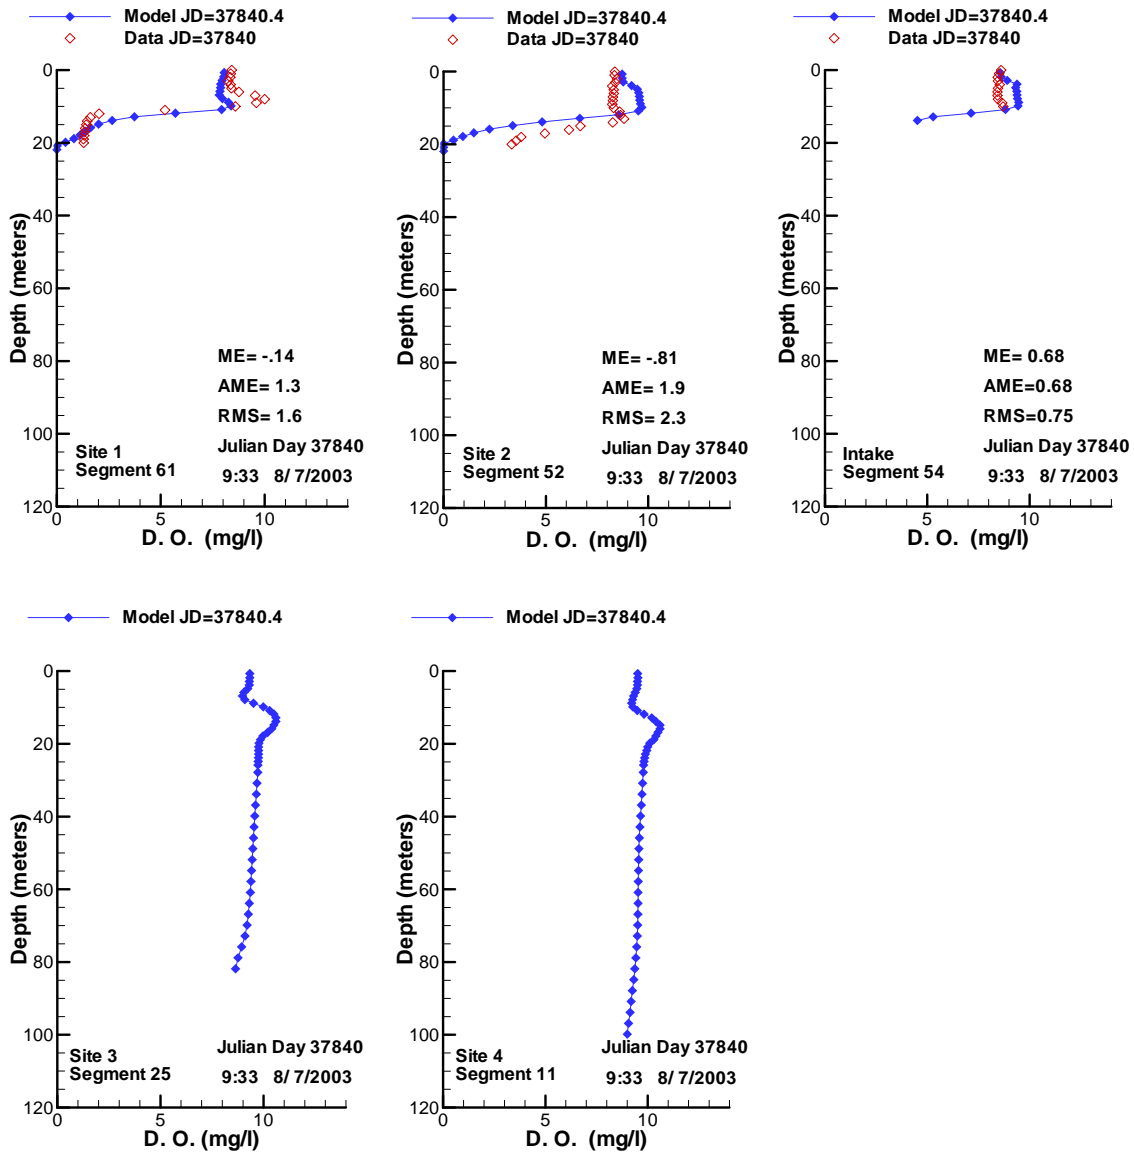 Model JD=37840.4
Data JD=37840
0
20
40
60
80
100
120
Depth (meters)
ME= -.14
AME= 1.3
RMS= 1.6
Site 1
Segment 61
Julian Day 37840
9:33 8/ 7/2003
0 5 10
D. O. (mg/l)
Model JD=37840.4
Data JD=37840
0
20
40
60
80
100
120
Depth (meters)
ME= -.81
AME= 1.9
RMS= 2.3
Site 2
Segment 52
Julian Day 37840
9:33 8/ 7/2003
0 5 10
D. O. (mg/l)
Model JD=37840.4
Data JD=37840
0
20
40
60
80
100
120
Depth (meters)
ME= 0.68
AME=0.68
RMS=0.75
Intake
Segment 54
Julian Day 37840
9:33 8/ 7/2003
0 5 10
D. O. (mg/l)
Model JD=37840.4
0
20
40
60
80
100
120
Depth (meters)
Site 3
Segment 25
Julian Day 37840
9:33 8/ 7/2003
0 10
D. O. (mg/l)
Model JD=37840.4
0
20
40
60
80
100
120
Depth (meters)
Site 4
Segment 11
Julian Day 37840
9:33 8/ 7/2003
0 5 10
D. O. (mg/l)